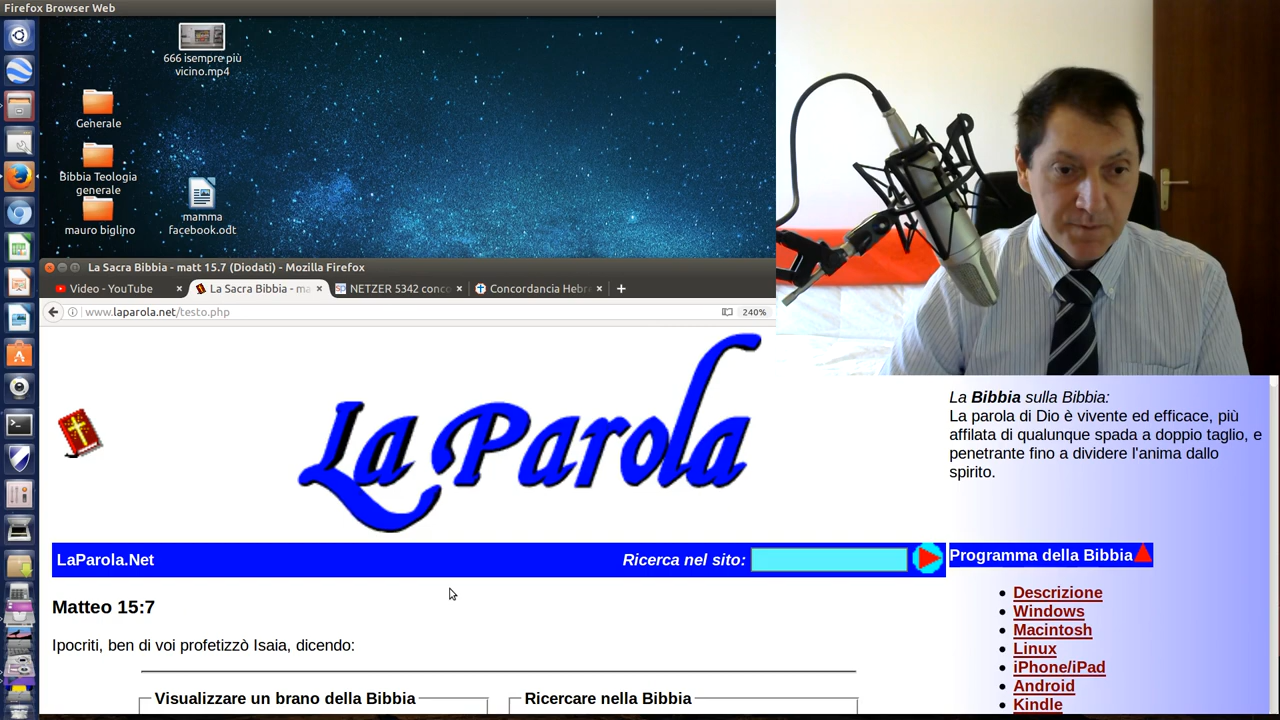 Firefox Browser Web
666 isempre più
vicino.mp4
Generale
Bibbia Teologia
generale
mauro biglino
mamma
facebook.odt
La Sacra Bibbia - matt 15.7 (Diodati) - Mozilla Firefox
Video - YouTube
La Sacra Bibbia - ma
NETZER 5342 conco
Concordancia Hebre
www.laparola.net/testo.php
240%
La Parola
La Bibbia sulla Bibbia:
La parola di Dio è vivente ed efficace, più
affilata di qualunque spada a doppio taglio, e
penetrante fino a dividere l'anima dallo
spirito.
LaParola.Net
Ricerca nel sito:
Programma della Bibbia
Descrizione
Windows
Macintosh
Linux
iPhone/iPad
Android
Kindle
Matteo 15:7
Ipocriti, ben di voi profetizzò Isaia, dicendo:
Visualizzare un brano della Bibbia
Ricercare nella Bibbia